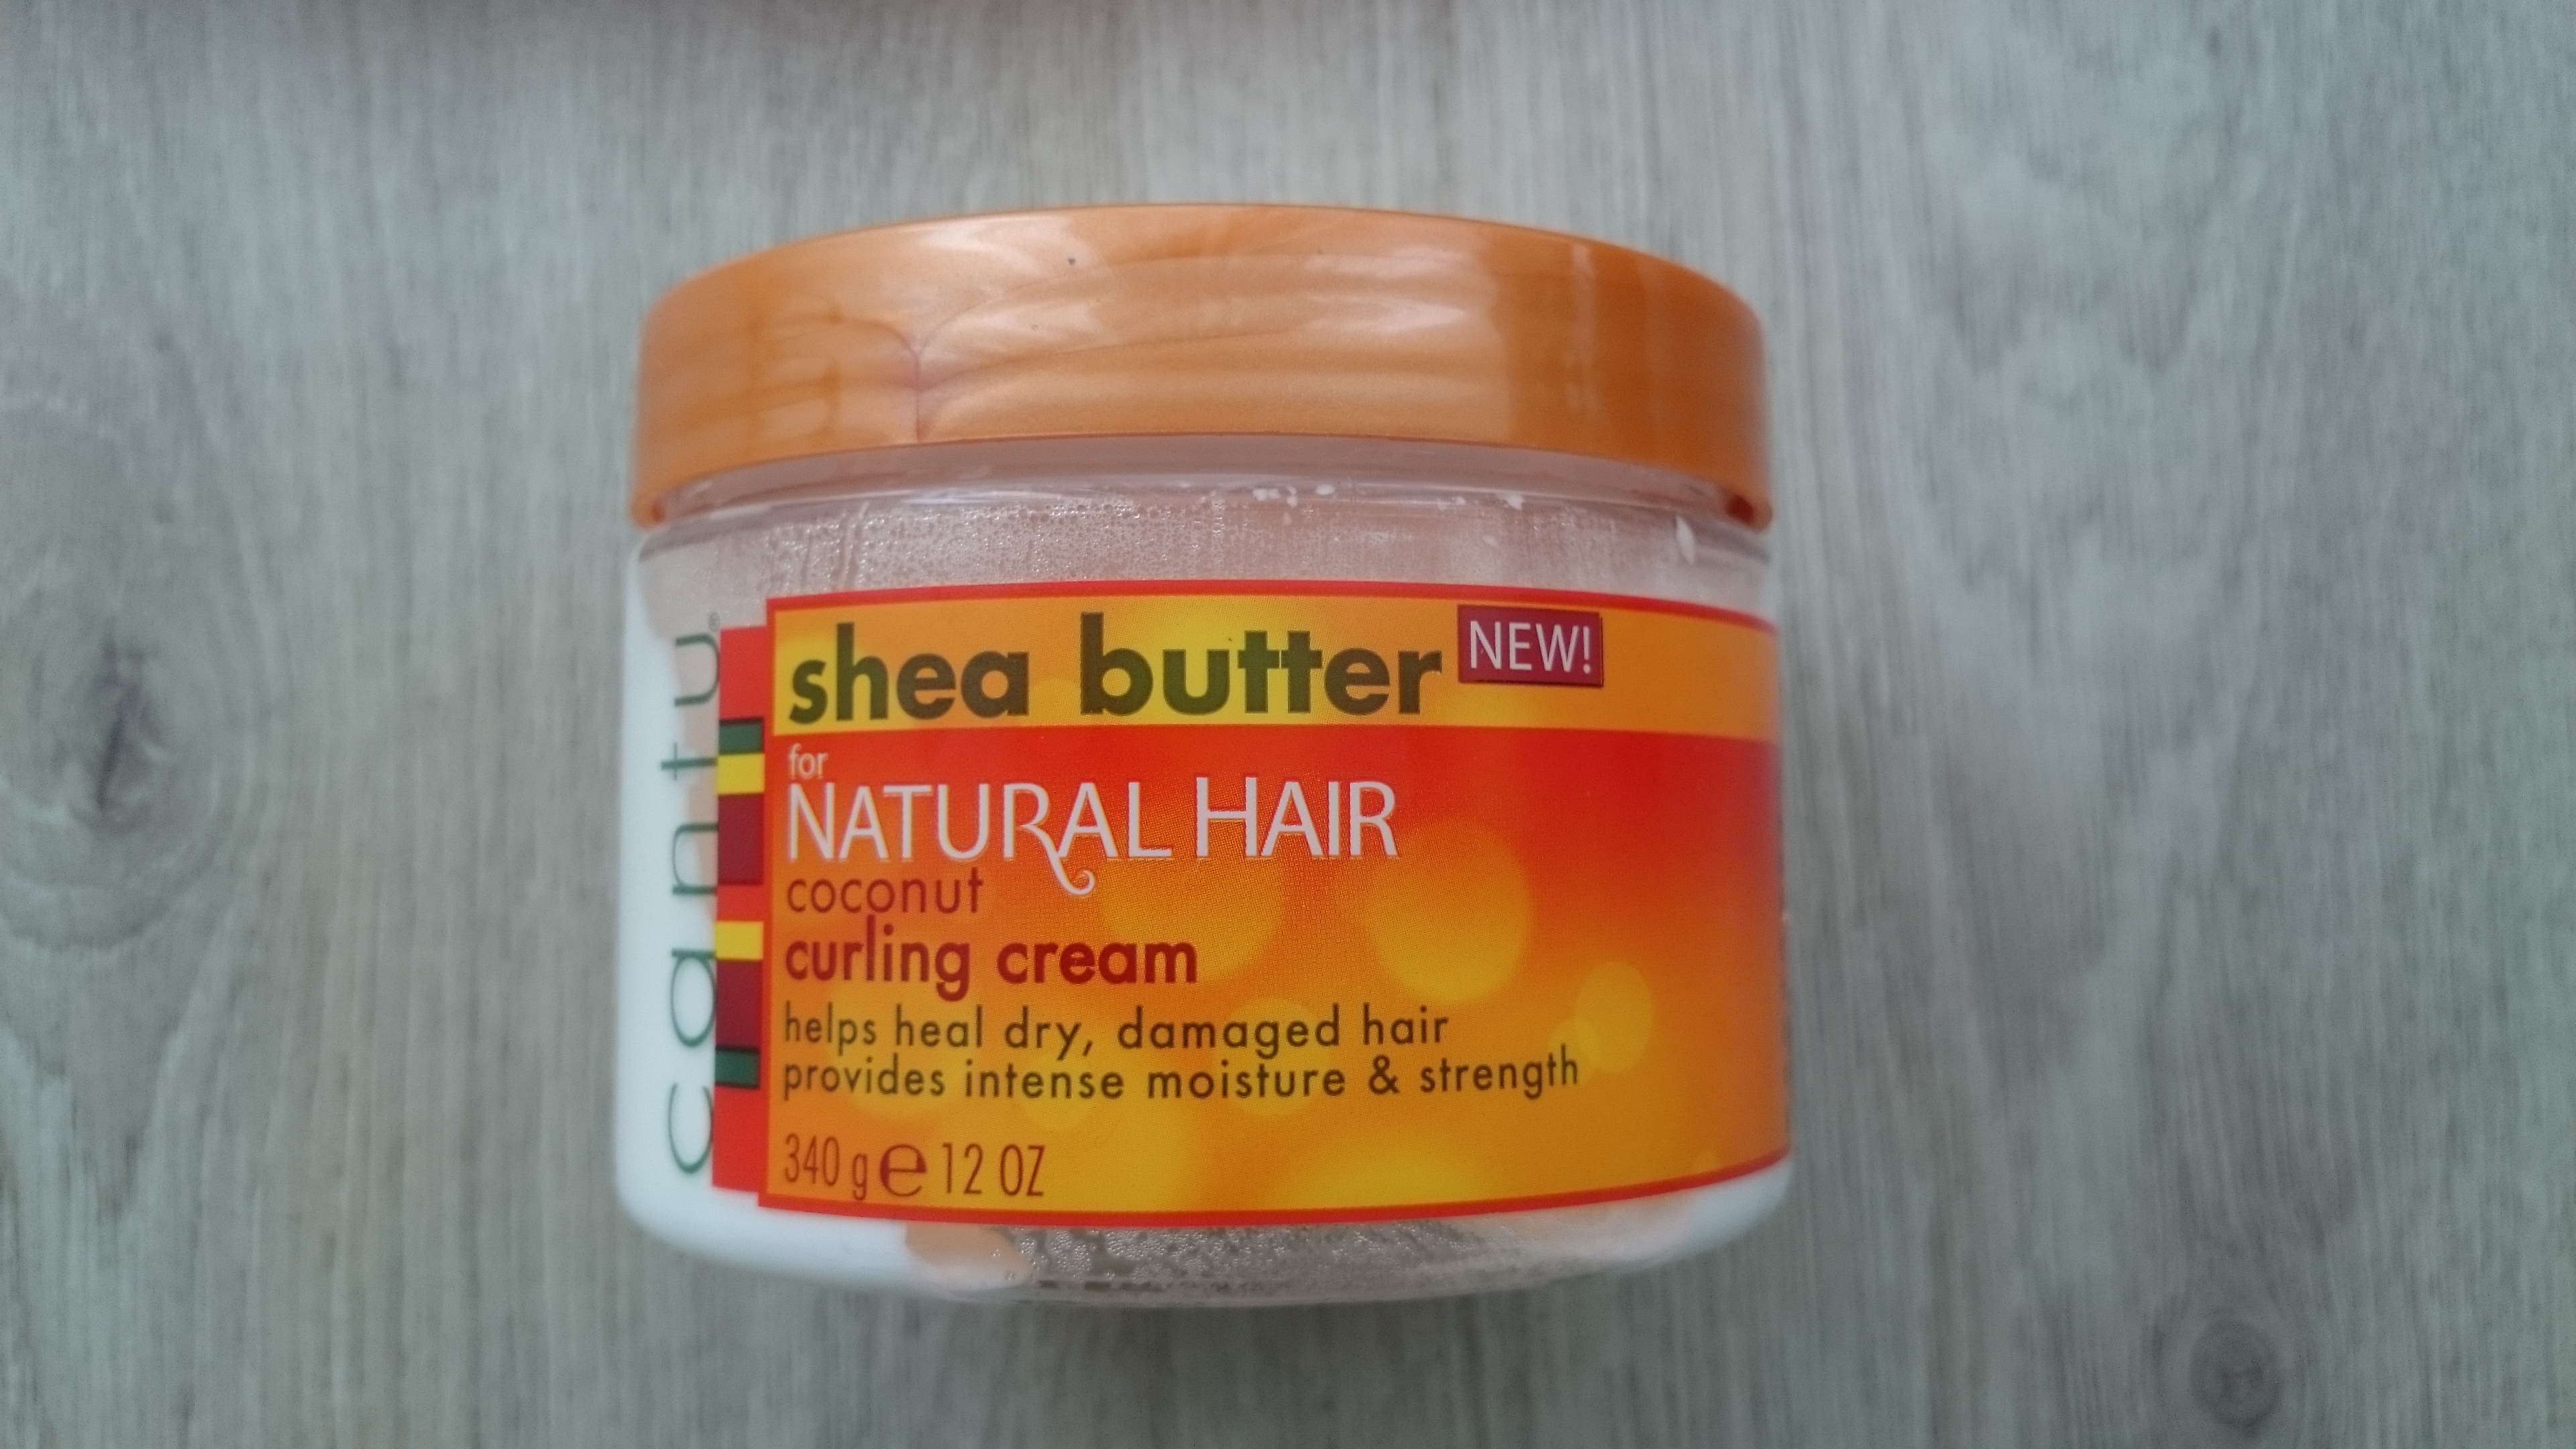 cantu®
shea butter NEW!
for
NATURAL HAIR
coconut
curling cream
helps heal dry, damaged hair
provides intense moisture & strength
340 g e 12 OZ